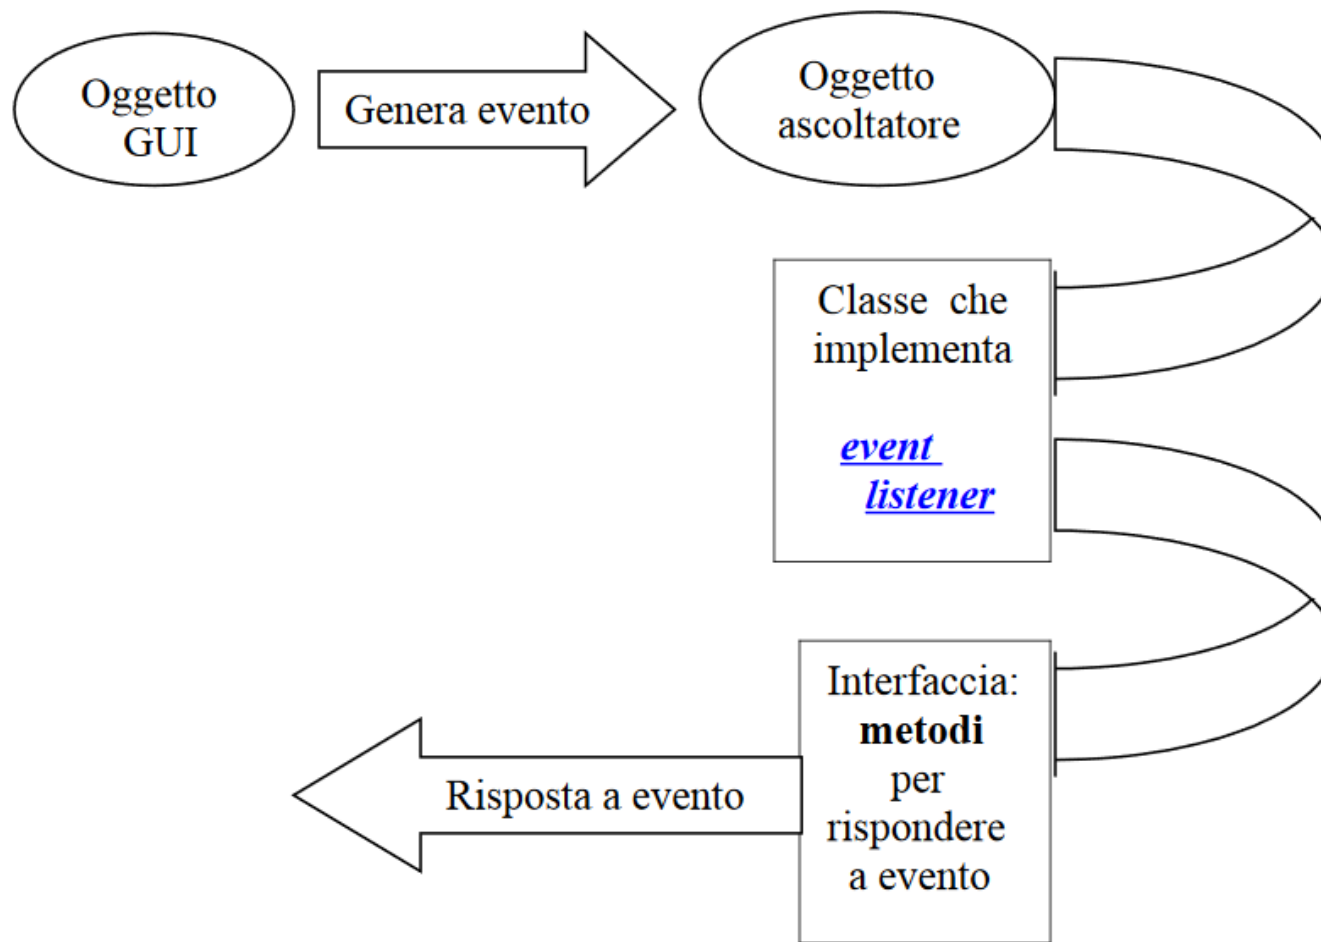 Oggetto
GUI
Genera evento
Oggetto
ascoltatore
Classe che
implementa
event
listener
Interfaccia:
metodi
per
rispondere
a evento
Risposta a evento